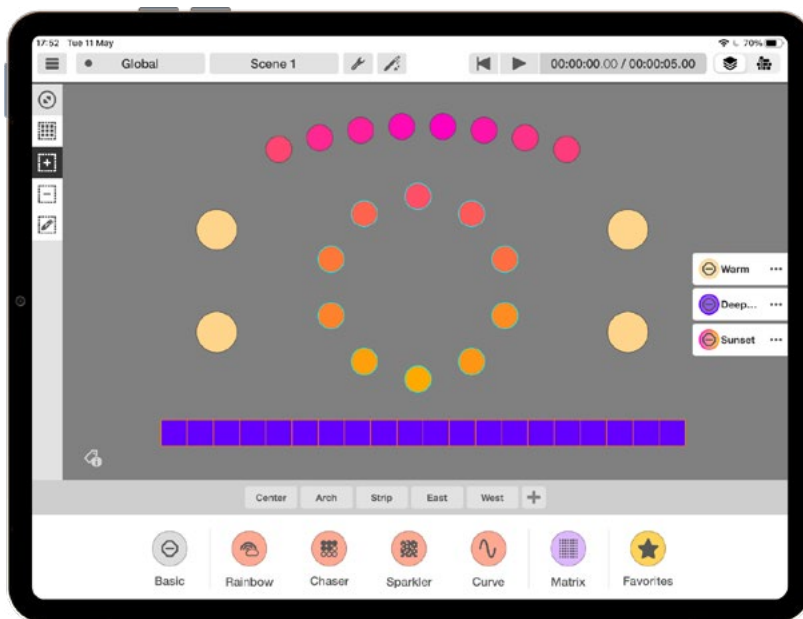 17:52 Tue 11 May
70%
Global
Scene 1
00:00:00.00 / 00:00:05.00
Warm
Deep...
Sunset
Center
Arch
Strip
East
West
Basic
Rainbow
Chaser
Sparkler
Curve
Matrix
Favorites